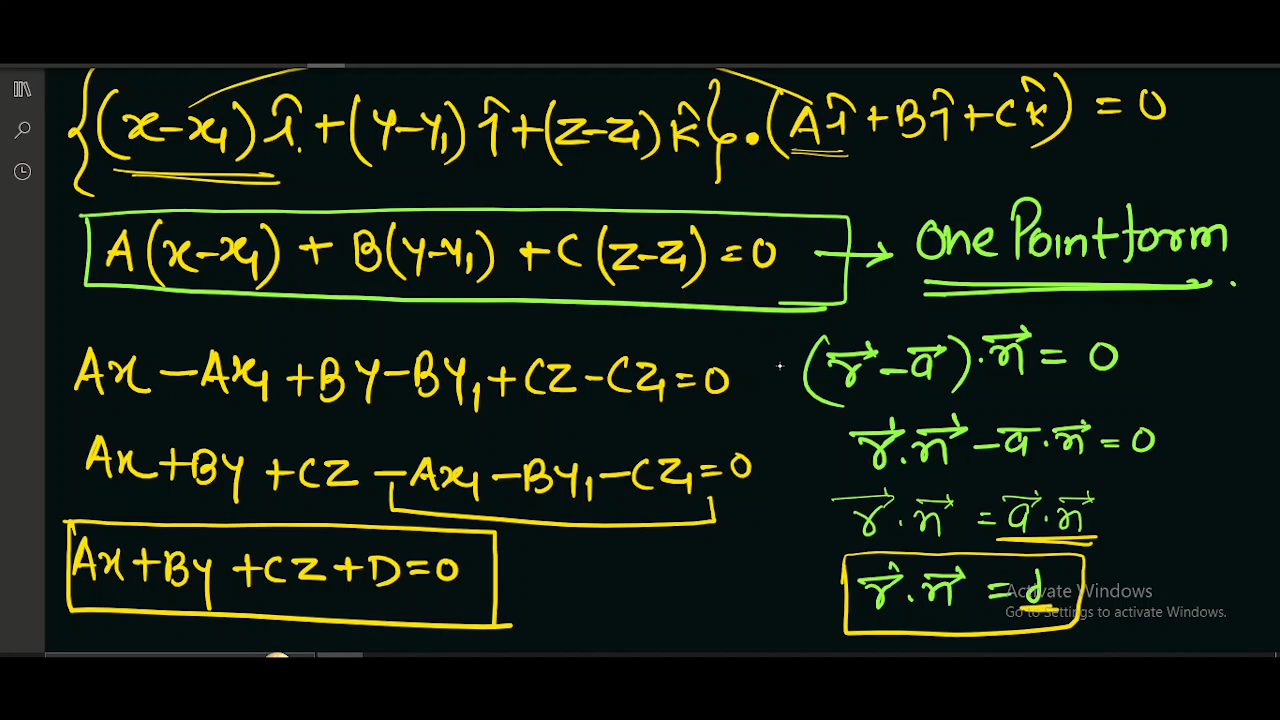 {(x-x₁)î+(y-y₁)ĵ+(z-z₁)k̂}•(Aî+Bĵ+Ck̂) = 0
A(x-x₁) + B(y-y₁) + C(z-z₁) = 0 → One Point form.
Ax - Ax₁ + By - By₁ + Cz - Cz₁ = 0
Ax + By + Cz - Ax₁ - By₁ - Cz₁ = 0
Ax + By + Cz + D = 0
(r⃗ - a⃗)·n⃗ = 0
r⃗·n⃗ - a⃗·n⃗ = 0
r⃗·n⃗ = a⃗·n⃗
r⃗·n⃗ = d
Activate Windows
Go to Settings to activate Windows.